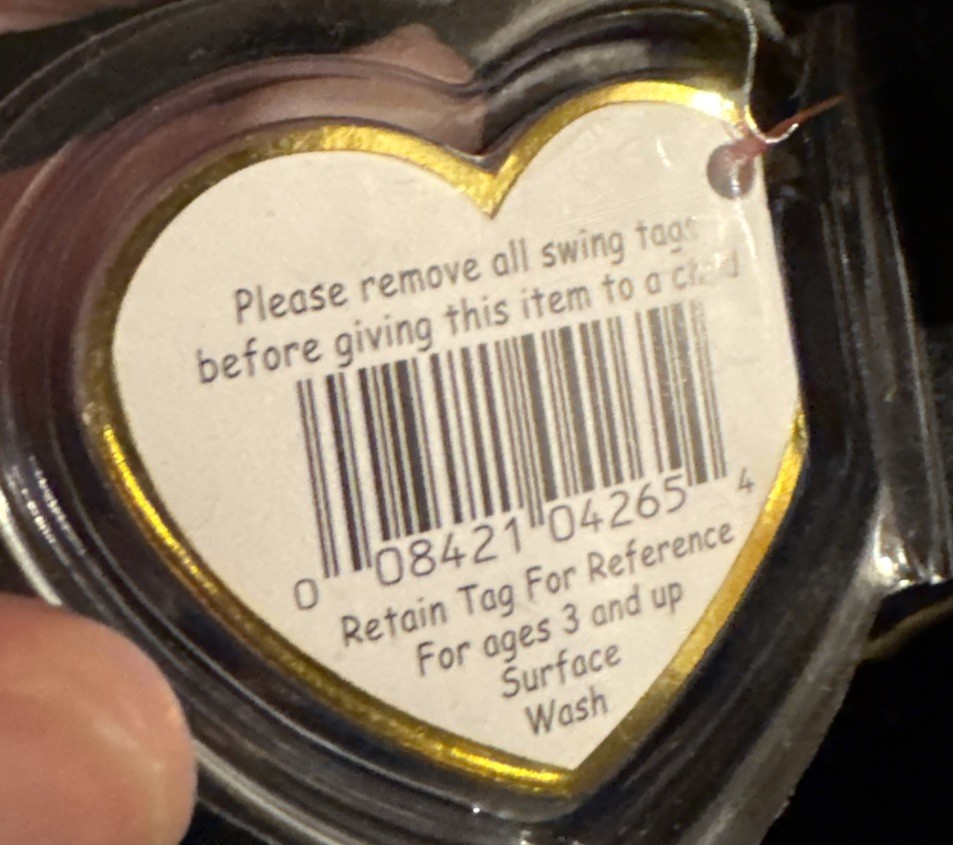 Please remove all swing tags
before giving this item to a child
0 08421 04265 4
Retain Tag For Reference
For ages 3 and up
Surface
Wash